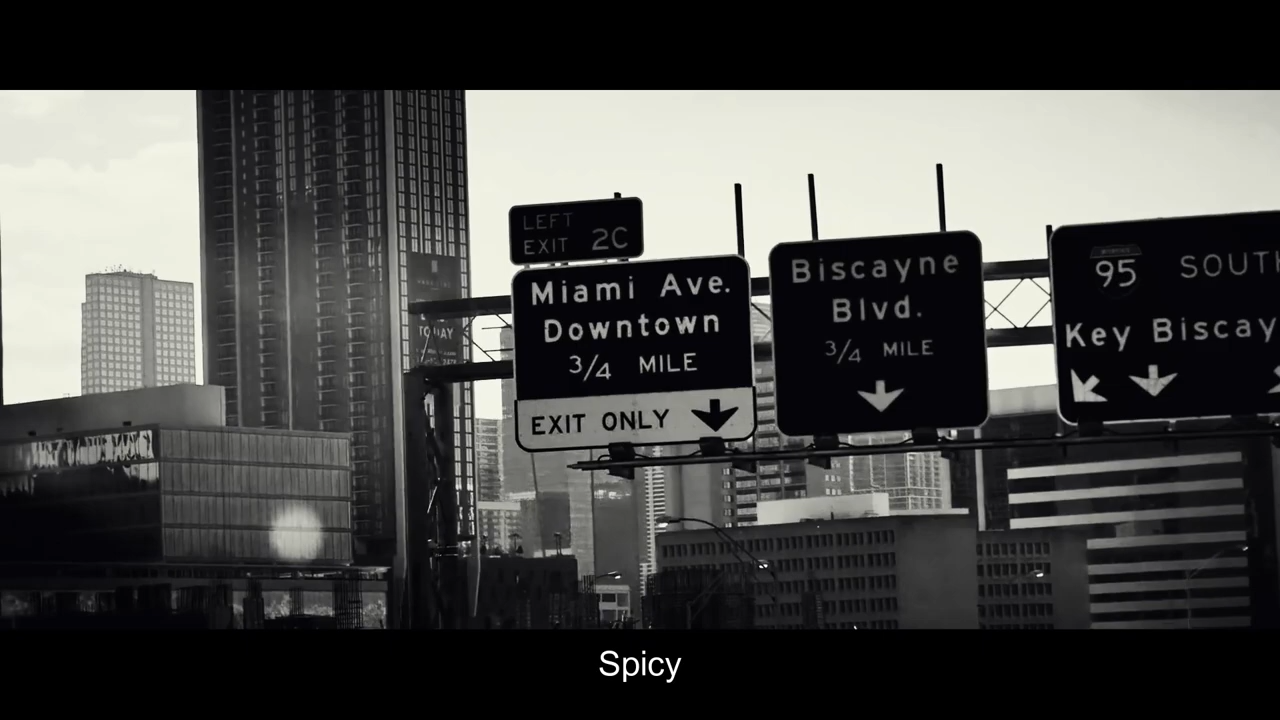 LEFT
EXIT 2C
Miami Ave.
Downtown
3/4 MILE
EXIT ONLY
Biscayne
Blvd.
3/4 MILE
95 SOUTH
Key Biscay
TODAY
Spicy